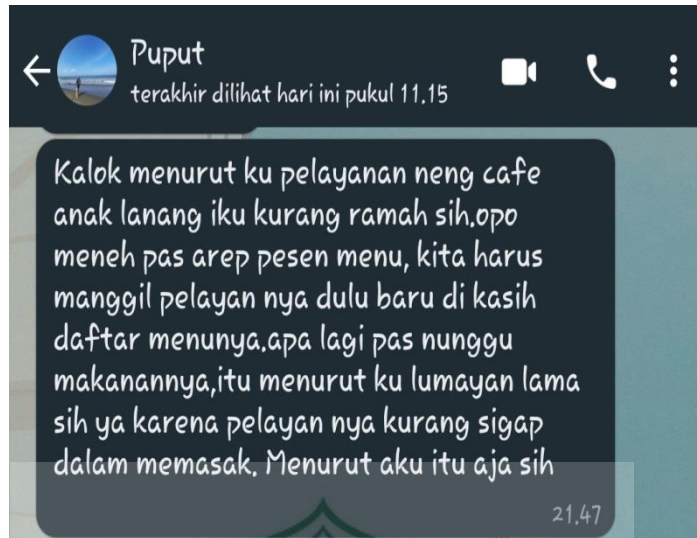 Puput
terakhir dilihat hari ini pukul 11.15
Kalok menurut ku pelayanan neng cafe
anak lanang iku kurang ramah sih.opo
meneh pas arep pesen menu, kita harus
manggil pelayan nya dulu baru di kasih
daftar menunya.apa lagi pas nunggu
makanannya,itu menurut ku lumayan lama
sih ya karena pelayan nya kurang sigap
dalam memasak. Menurut aku itu aja sih
21.47